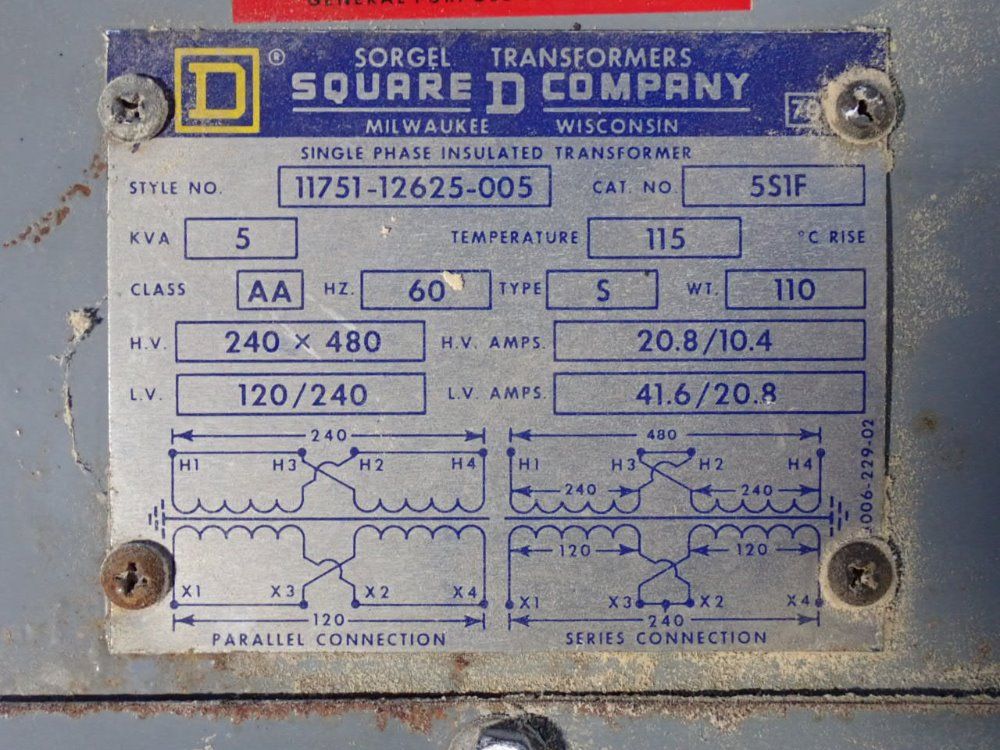 GENERAL PURPOSE
SORGEL TRANSFORMERS
D ® SQUARE D COMPANY
MILWAUKEE WISCONSIN
SINGLE PHASE INSULATED TRANSFORMER
STYLE NO. 11751-12625-005 CAT. NO. 5S1F
KVA 5 TEMPERATURE 115 °C RISE
CLASS AA HZ. 60 TYPE S WT. 110
H.V. 240 × 480 H.V. AMPS. 20.8/10.4
L.V. 120/240 L.V. AMPS. 41.6/20.8
240 480
H1 H3 H2 H4 H1 H3 H2 H4
240 240
120 120
X1 X3 X2 X4 X1 X3 X2 X4
120 240
PARALLEL CONNECTION SERIES CONNECTION
006-229-02